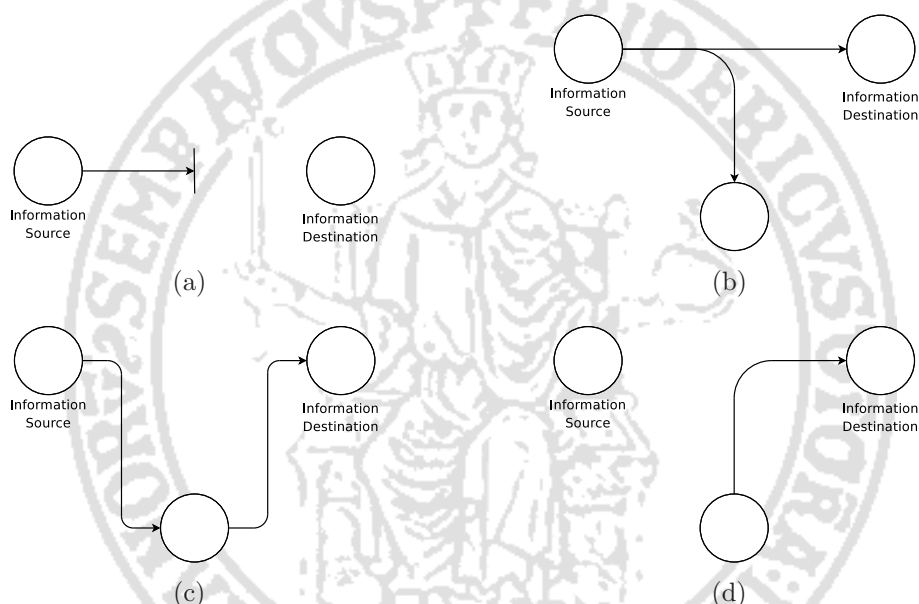 Information
Source
Information
Destination
(a)
Information
Source
Information
Destination
(b)
Information
Source
Information
Destination
(c)
Information
Source
Information
Destination
(d)